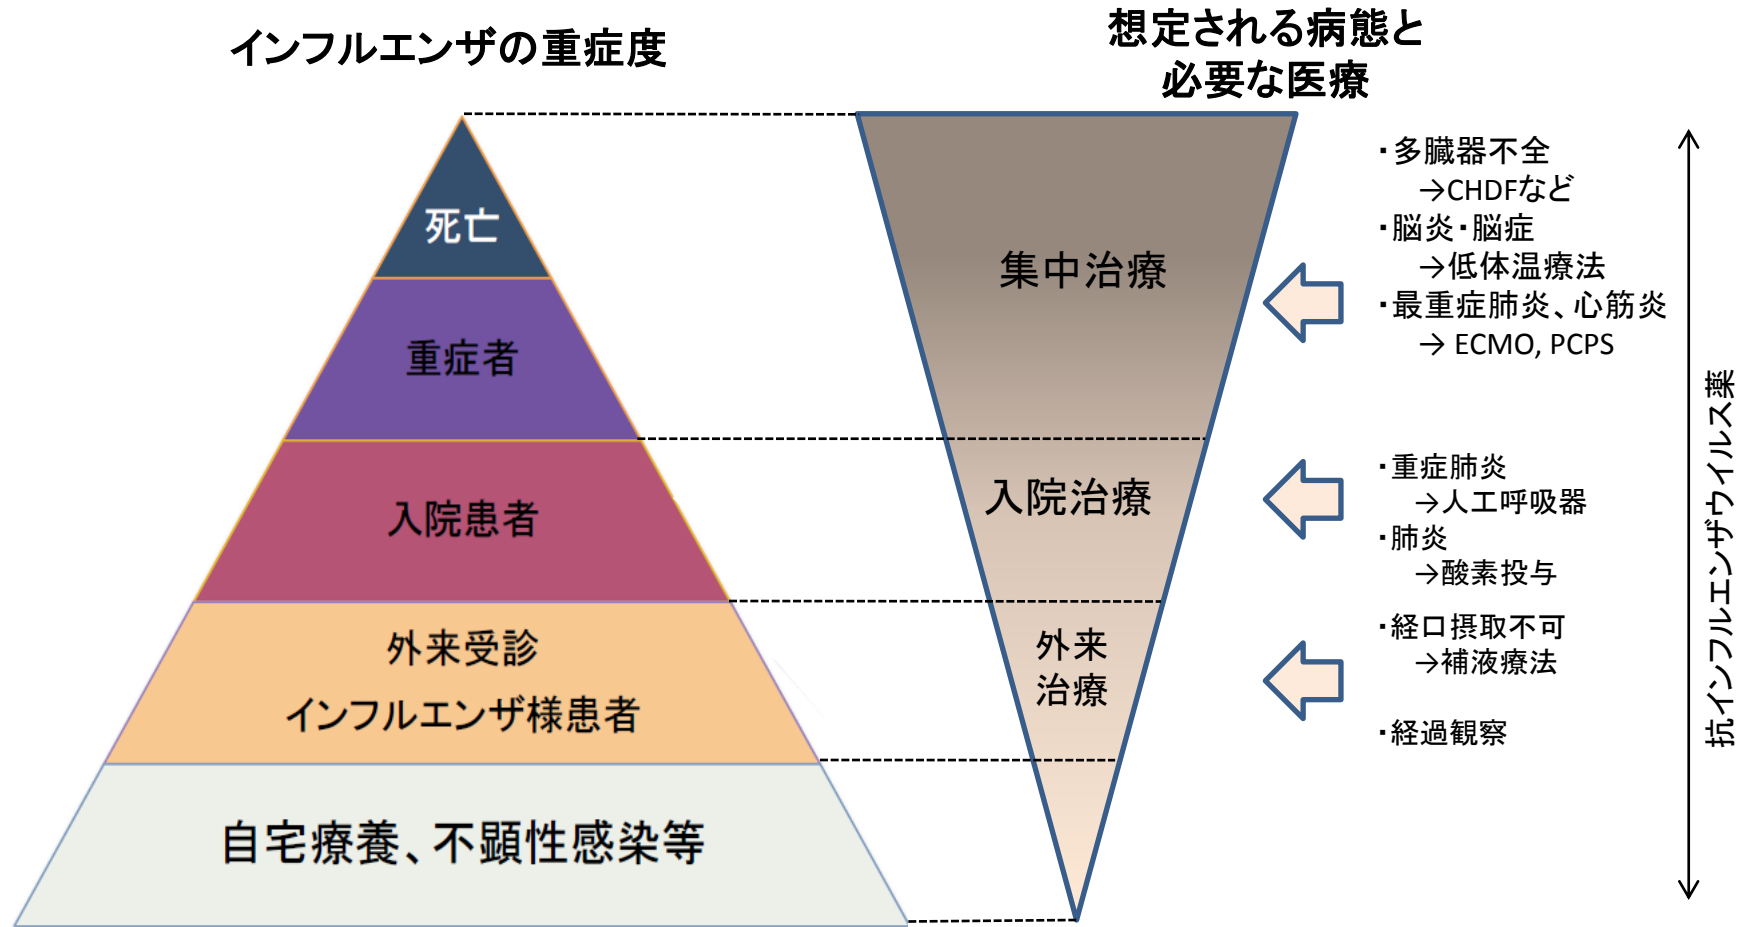 インフルエンザの重症度
想定される病態と
必要な医療
死亡
重症者
入院患者
外来受診
インフルエンザ様患者
自宅療養、不顕性感染等
集中治療
入院治療
外来
治療
・多臓器不全
→CHDFなど
・脳炎・脳症
→低体温療法
・最重症肺炎、心筋炎
→ ECMO, PCPS
・重症肺炎
→人工呼吸器
・肺炎
→酸素投与
・経口摂取不可
→補液療法
・経過観察
抗インフルエンザウイルス薬